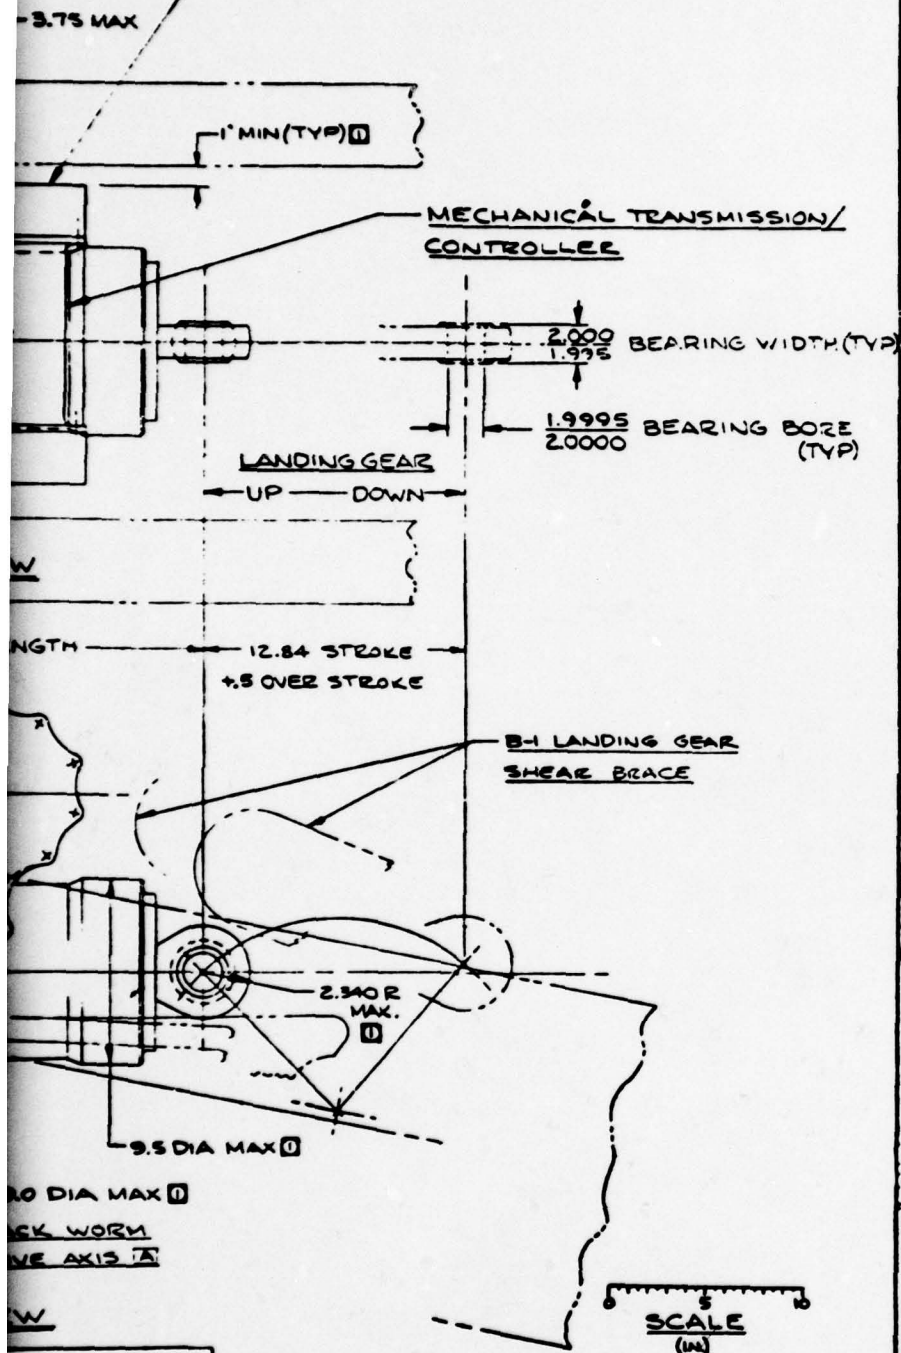 3.75 MAX
1" MIN (TYP) 1
MECHANICAL TRANSMISSION/
CONTROLLER
2.000
1.935
BEARING WIDTH (TYP)
1.9995
2.0000
BEARING BORE
(TYP)
LANDING GEAR
UP DOWN
W
NGTH
12.84 STROKE
+.5 OVER STROKE
B-1 LANDING GEAR
SHEAR BRACE
2.340 R
MAX.
1
9.5 DIA MAX 1
.0 DIA MAX 1
CK WORM
VE AXIS A
W
0 5 10
SCALE
(IN)